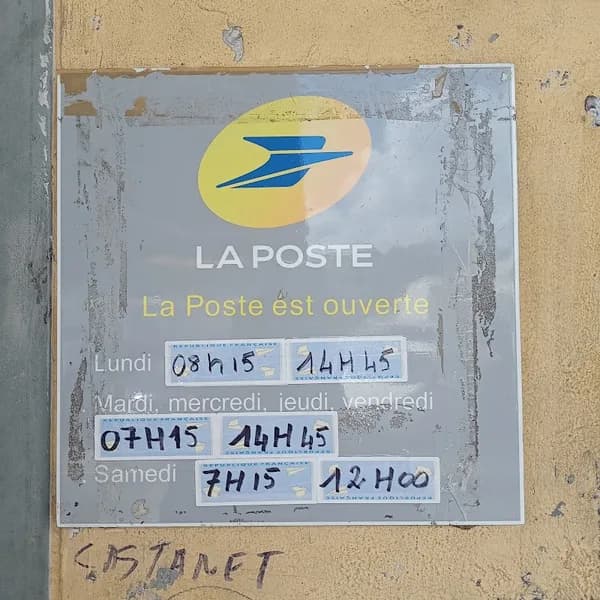 LA POSTE
La Poste est ouverte
Lundi 08h15 14H45
Mardi, mercredi, jeudi, vendredi
07H15 14H45
Samedi 7H15 12H00
CASTANET